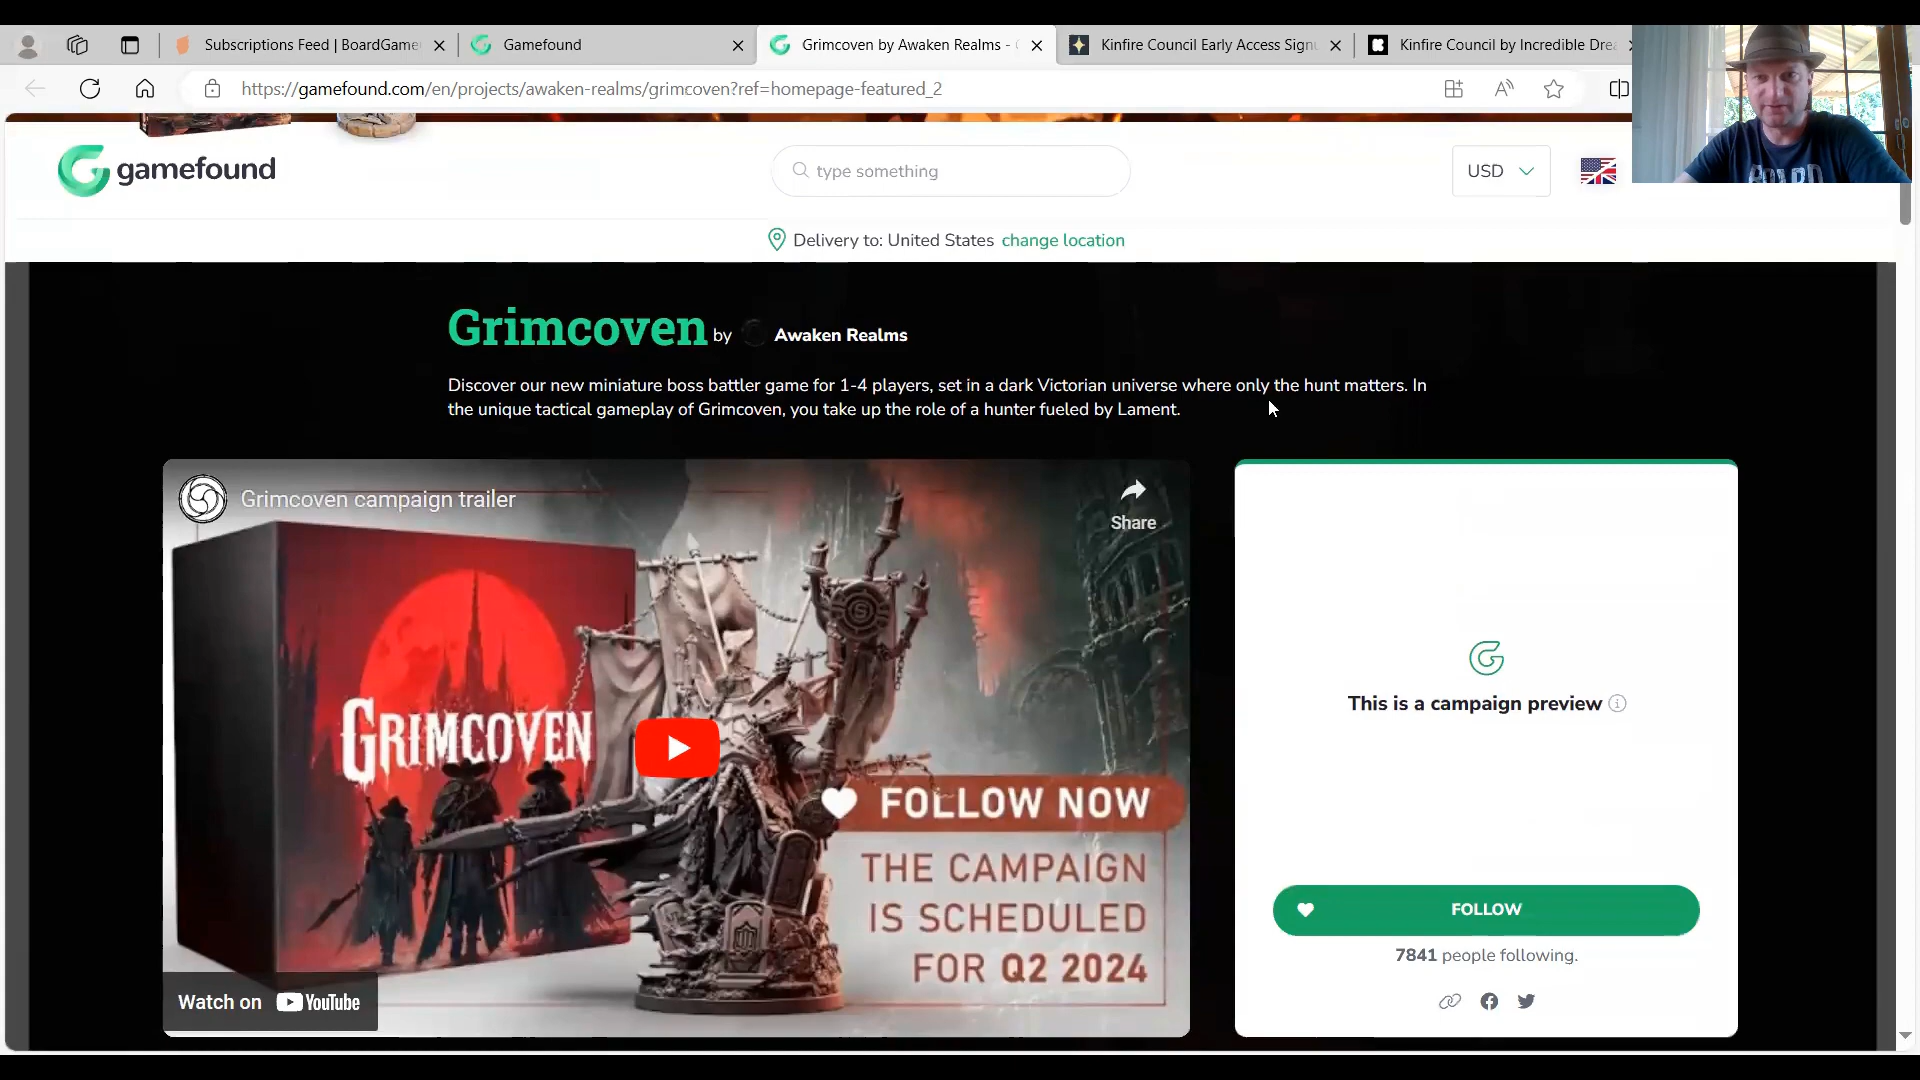 Subscriptions Feed | BoardGame
Gamefound
Grimcoven by Awaken Realms -
Kinfire Council Early Access Sign
Kinfire Council by Incredible Drea
https://gamefound.com/en/projects/awaken-realms/grimcoven?ref=homepage-featured_2
gamefound
type something
USD
Delivery to: United States change location
Grimcoven by Awaken Realms
Discover our new miniature boss battler game for 1-4 players, set in a dark Victorian universe where only the hunt matters. In
the unique tactical gameplay of Grimcoven, you take up the role of a hunter fueled by Lament.
Grimcoven campaign trailer
Share
GRIMCOVEN
FOLLOW NOW
THE CAMPAIGN
IS SCHEDULED
FOR Q2 2024
Watch on YouTube
This is a campaign preview
FOLLOW
7841 people following.
BOARD